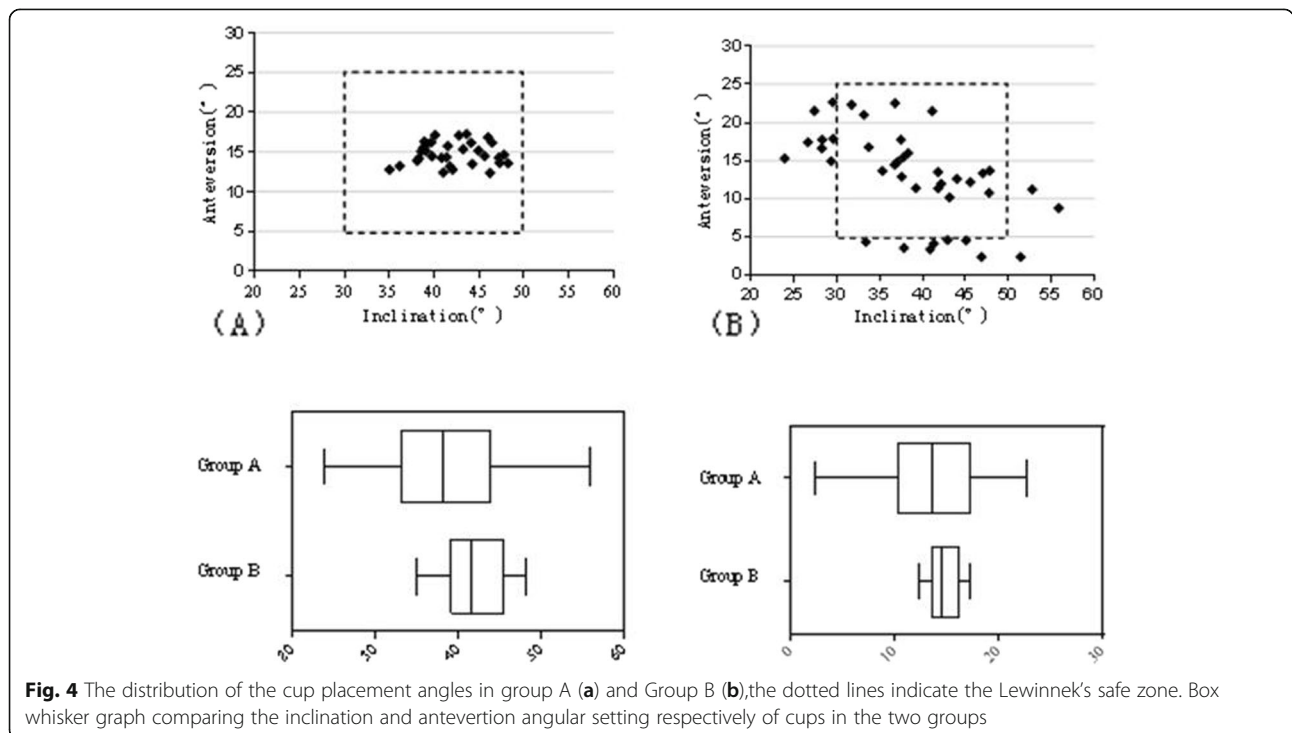 30
25
20
15
10
5
0
Anteversion(°)
20 25 30 35 40 45 50 55 60
Inclination(°)
(A)
30
25
20
15
10
5
0
Anteversion(°)
20 25 30 35 40 45 50 55 60
Inclination(°)
(B)
Group A
Group B
20 30 40 50 60
Group A
Group B
0 10 20 30
Fig. 4 The distribution of the cup placement angles in group A (a) and Group B (b),the dotted lines indicate the Lewinnek's safe zone. Box
whisker graph comparing the inclination and antevertion angular setting respectively of cups in the two groups